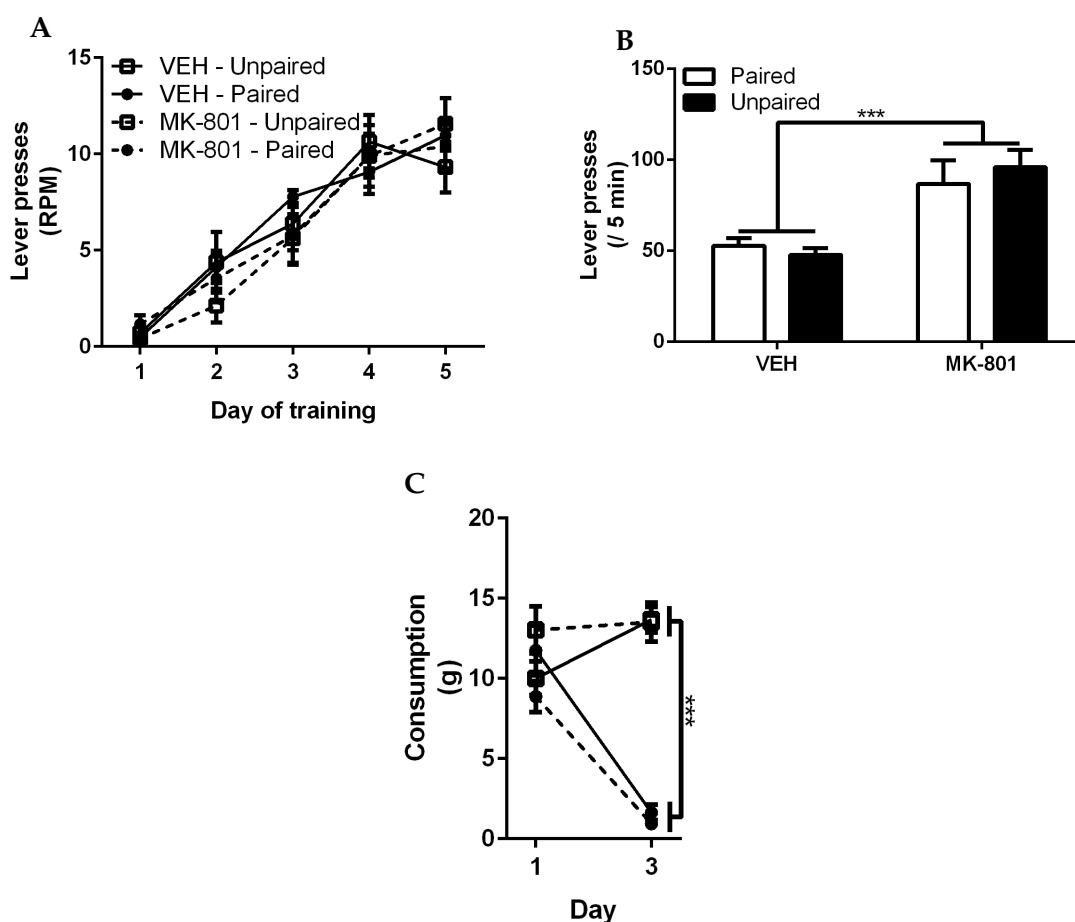 A
15
10
5
0
Lever presses
(RPM)
VEH - Unpaired
VEH - Paired
MK-801 - Unpaired
MK-801 - Paired
1 2 3 4 5
Day of training
B
150
100
50
0
Lever presses
(/ 5 min)
Paired
Unpaired
***
VEH MK-801
C
20
15
10
5
0
Consumption
(g)
***
1 3
Day